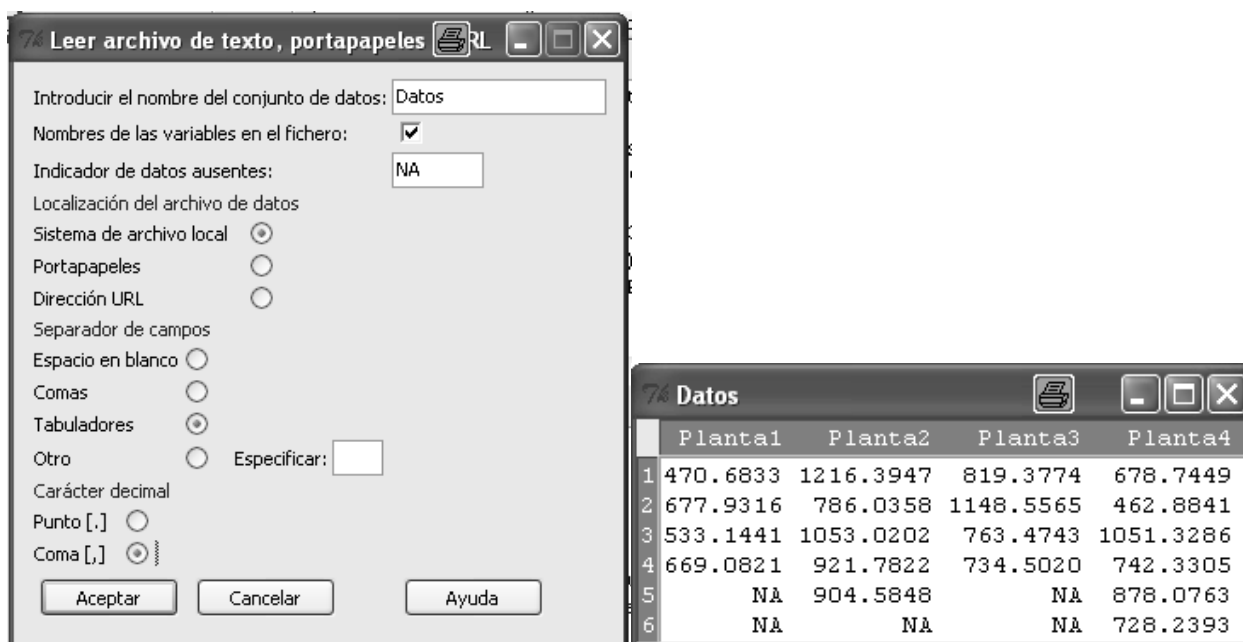 Leer archivo de texto, portapapeles RL
Introducir el nombre del conjunto de datos: Datos
Nombres de las variables en el fichero:
Indicador de datos ausentes: NA
Localización del archivo de datos
Sistema de archivo local
Portapapeles
Dirección URL
Separador de campos
Espacio en blanco
Comas
Tabuladores
Otro Especificar:
Carácter decimal
Punto [.]
Coma [,]
Aceptar Cancelar Ayuda
Datos
Planta1 Planta2 Planta3 Planta4
1 470.6833 1216.3947 819.3774 678.7449
2 677.9316 786.0358 1148.5565 462.8841
3 533.1441 1053.0202 763.4743 1051.3286
4 669.0821 921.7822 734.5020 742.3305
5 NA 904.5848 NA 878.0763
6 NA NA NA 728.2393